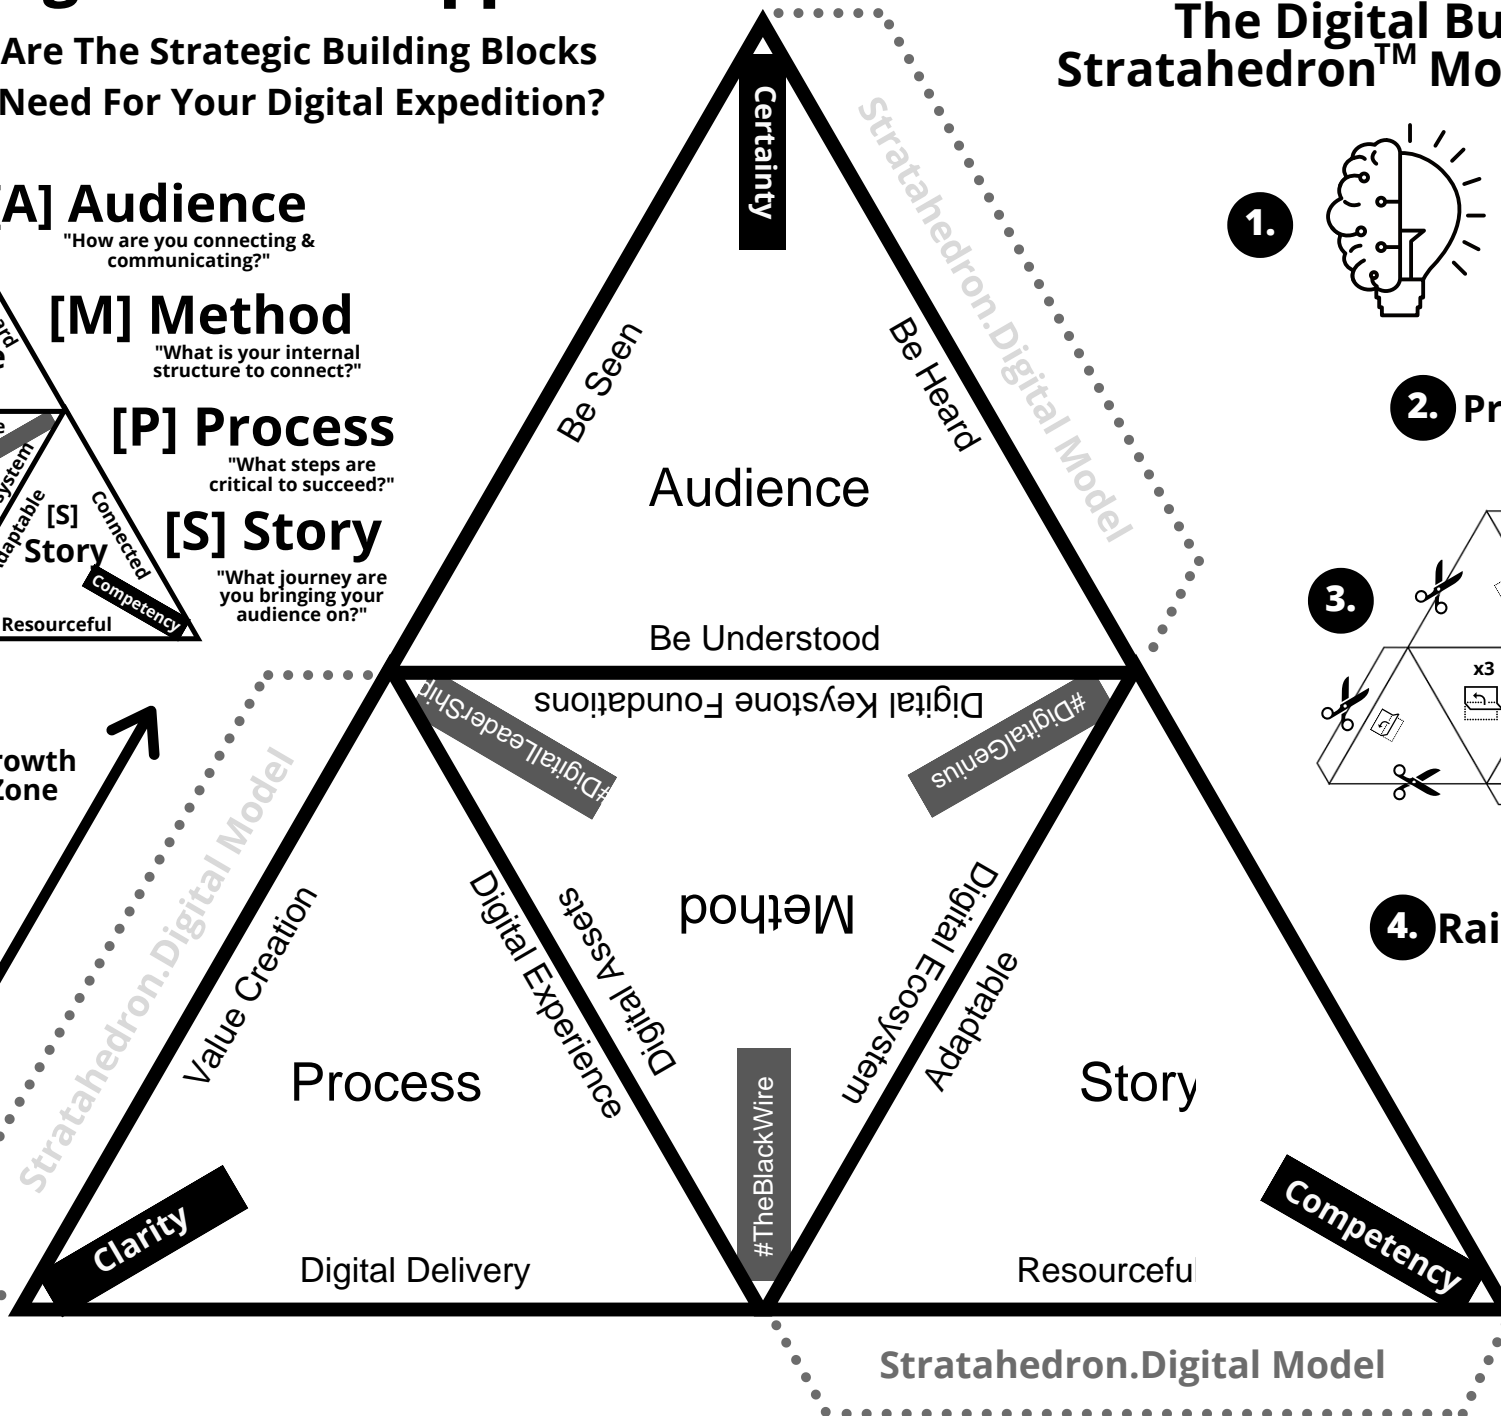 Are The Strategic Building Blocks
Need For Your Digital Expedition?
[A] Audience
"How are you connecting &
communicating?"
[M] Method
"What is your internal
structure to connect?"
[P] Process
"What steps are
critical to succeed?"
[S] Story
"What journey are
you bringing your
audience on?"
[S]
Story
Connected
Competency
Resourceful
Zone
Certainty
Be Seen
Be Heard
Audience
Be Understood
Stratahedron.Digital Model
Digital Keystone Foundations
#DigitalLeaderShip
#DigitalGenius
Method
Digital Assets
Digital Ecosystem
#TheBlackWire
Stratahedron.Digital Model
Value Creation
Digital Experience
Process
Clarity
Digital Delivery
Adaptable
Story
Competency
Resourceful
Stratahedron.Digital Model
The Digital
Stratahedron™
1.
2.
3.
x3
4.